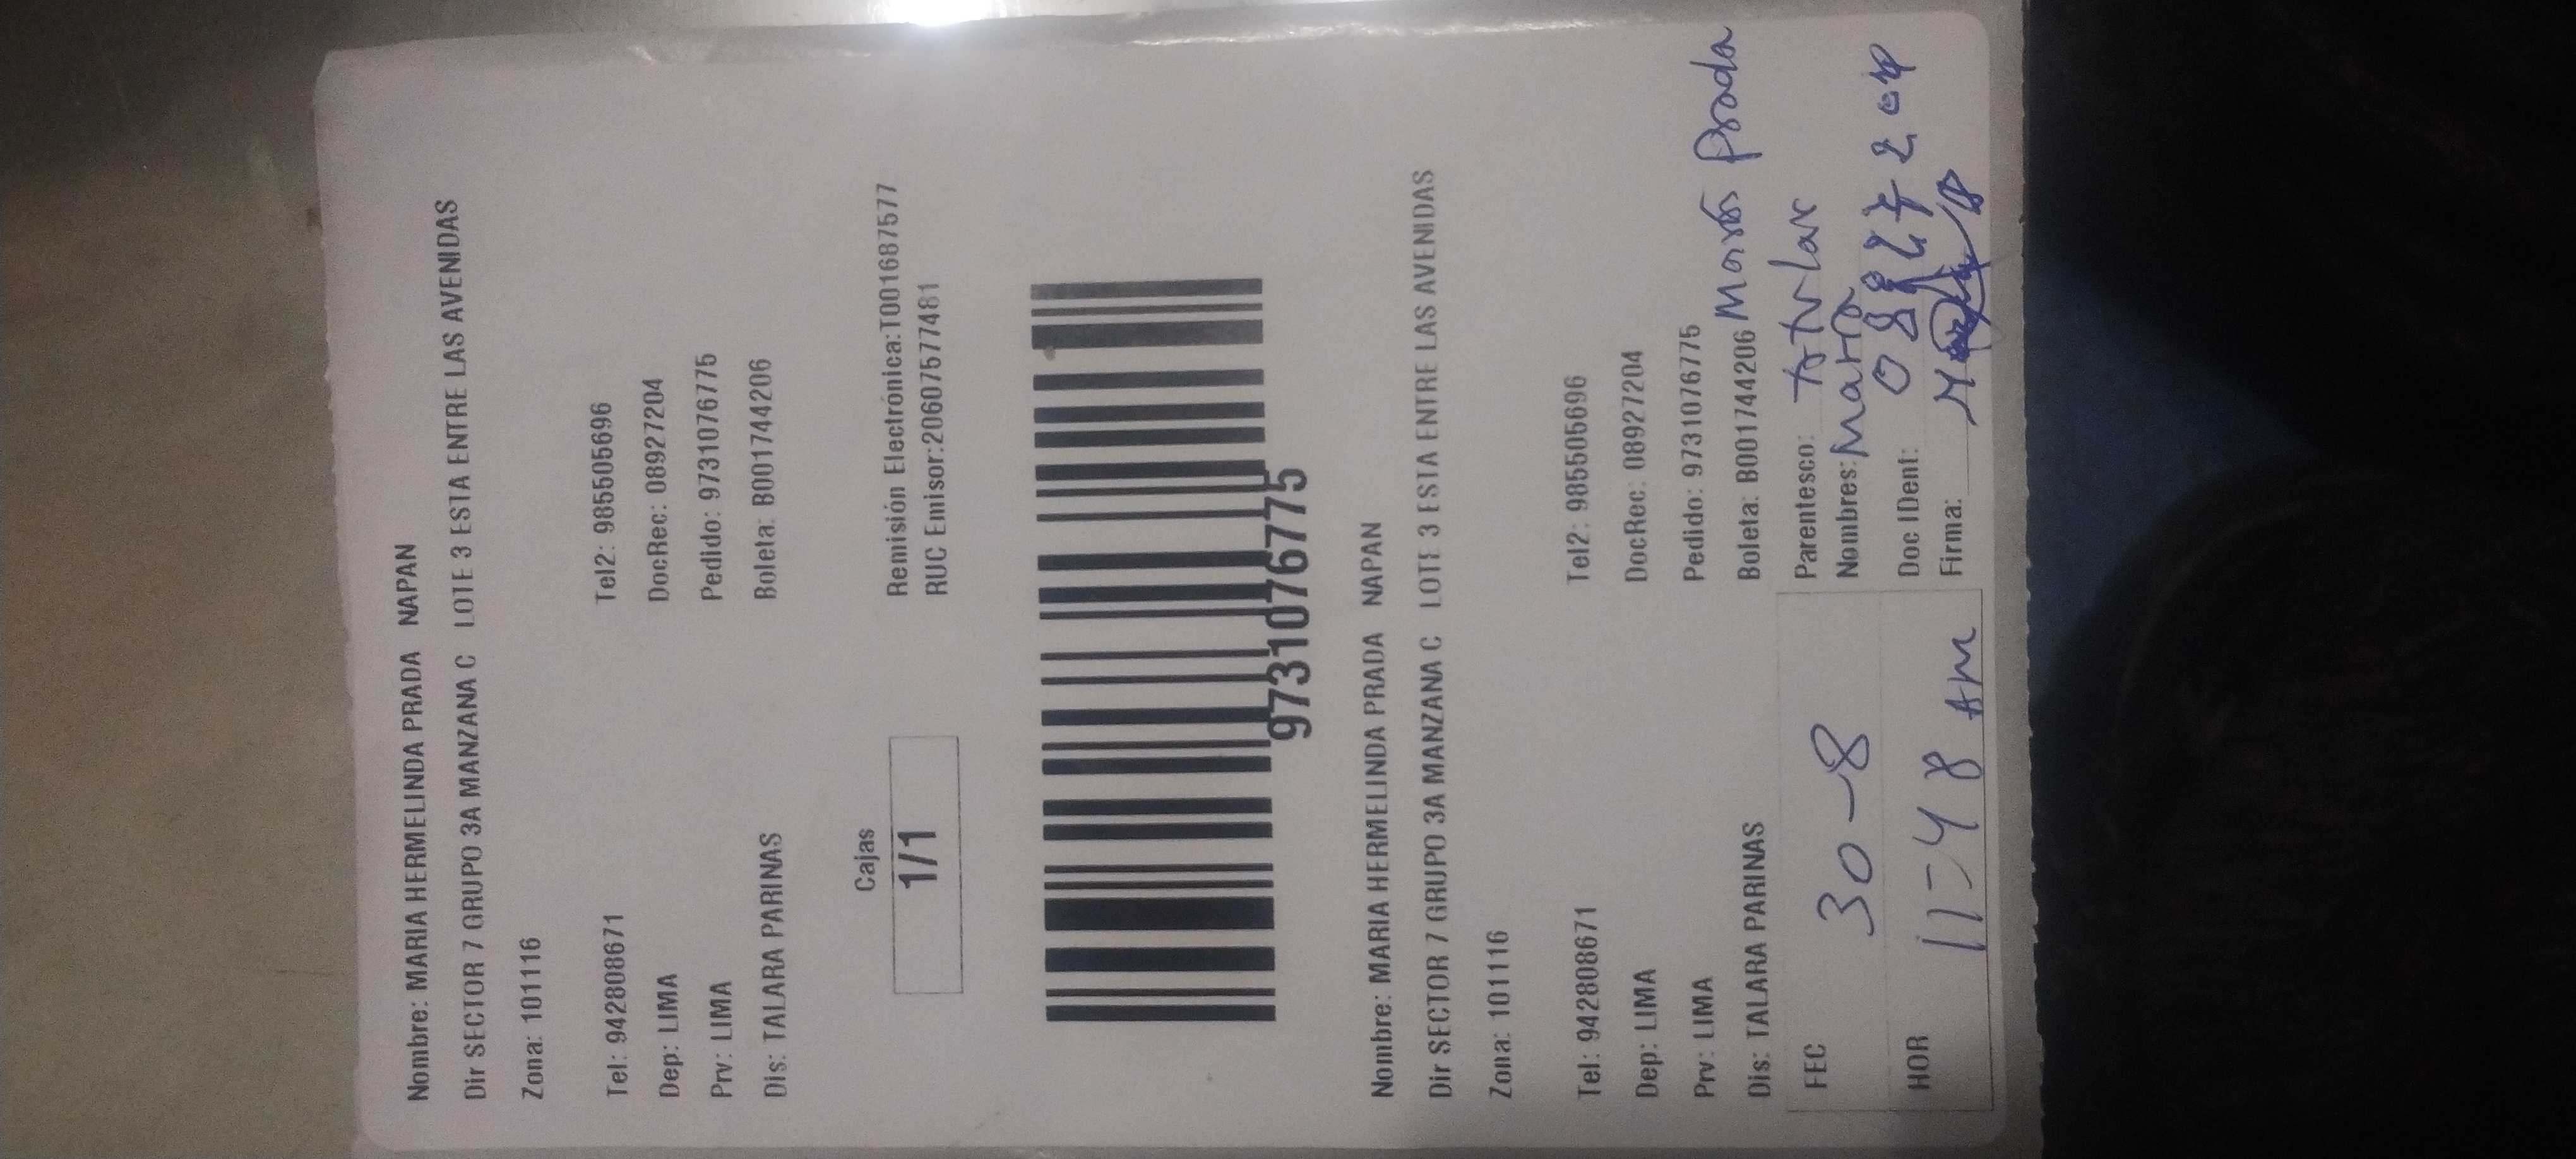 Nombre: MARIA HERMELINDA PRADA NAPAN
Dir SECTOR 7 GRUPO 3A MANZANA C LOTE 3 ESTA ENTRE LAS AVENIDAS
Zona: 101116
Tel: 942808671 Tel2: 985505696
Dep: LIMA DocRec: 08927204
Prv: LIMA Pedido: 97310767​75
Dis: TALARA PARINAS Boleta: B001744206
Cajas
1/1
Remisión Electrónica:T001687577
RUC Emisor:20607577481
9731076775
Nombre: MARIA HERMELINDA PRADA NAPAN
Dir SECTOR 7 GRUPO 3A MANZANA C LOTE 3 ESTA ENTRE LAS AVENIDAS
Zona: 101116
Tel: 942808671 Tel2: 985505696
Dep: LIMA DocRec: 08927204
Prv: LIMA Pedido: 9731076775
Dis: TALARA PARINAS Boleta: B001744206 Maria Prada
FEC 30-8 Parentesco:
Nombres: Maria
HOR 11-48 AM Doc IDent:
Firma: